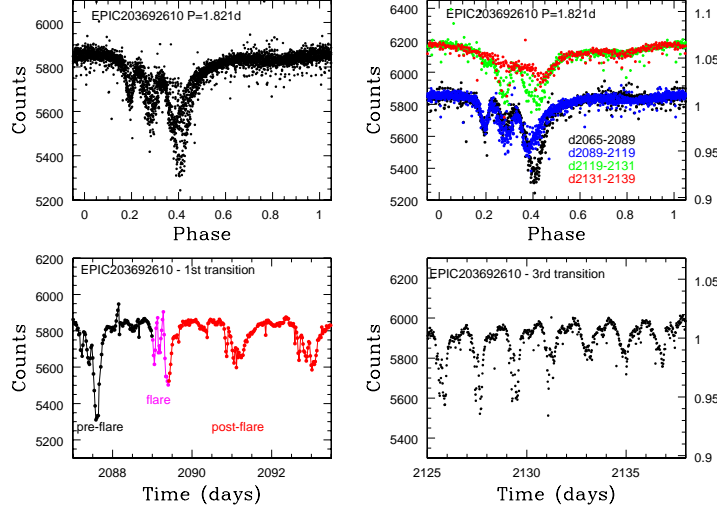 EPIC203692610 P=1.821d
6000
5800
5600
5400
5200
Counts
0
0.2
0.4
0.6
0.8
1
Phase
EPIC203692610 P=1.821d
6400
6200
6000
5800
5600
5400
5200
Counts
1.1
1.05
1
0.95
0.9
d2065-2089
d2089-2119
d2119-2131
d2131-2139
0
0.2
0.4
0.6
0.8
1
Phase
EPIC203692610 - 1st transition
6200
6000
5800
5600
5400
5200
Counts
pre-flare
flare
post-flare
2088
2090
2092
Time (days)
EPIC203692610 - 3rd transition
6200
6000
5800
5600
5400
Counts
1.05
1
0.95
0.9
2125
2130
2135
Time (days)